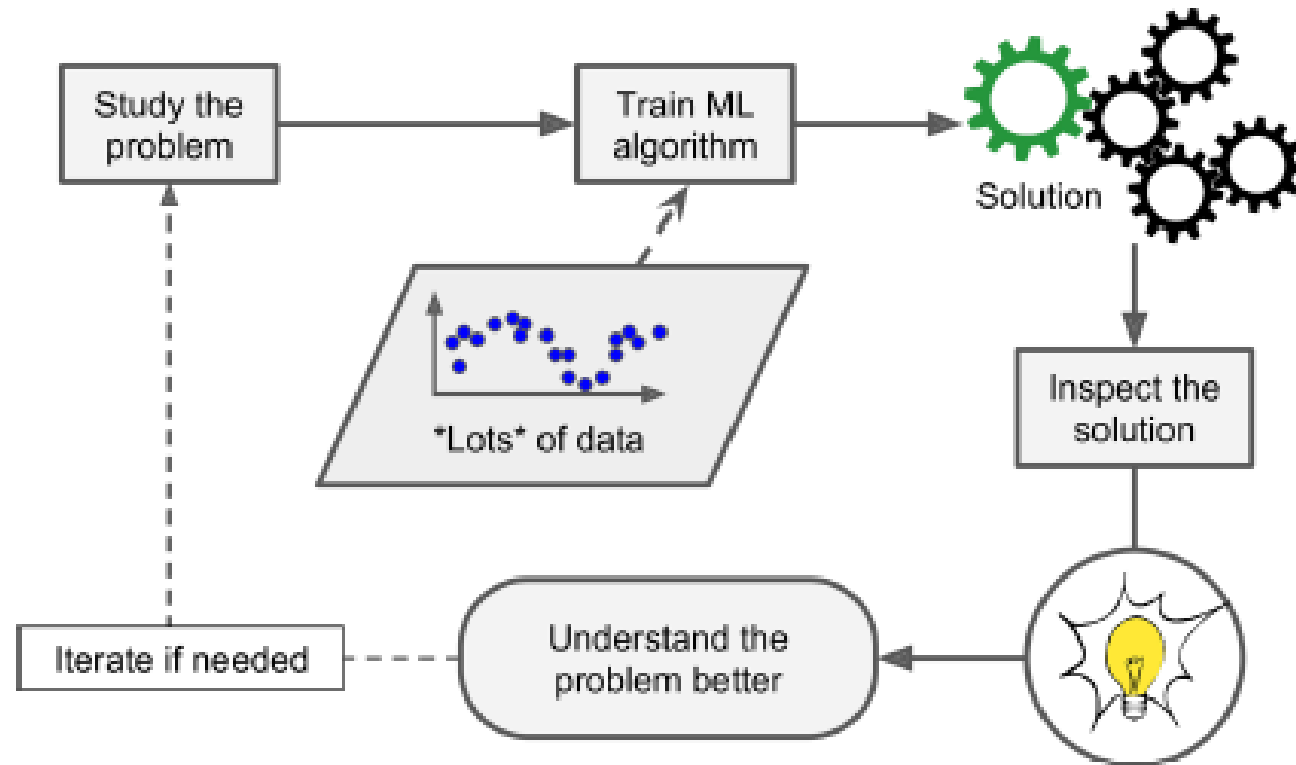 Study the
problem
Train ML
algorithm
Solution
*Lots* of data
Inspect the
solution
Understand the
problem better
Iterate if needed